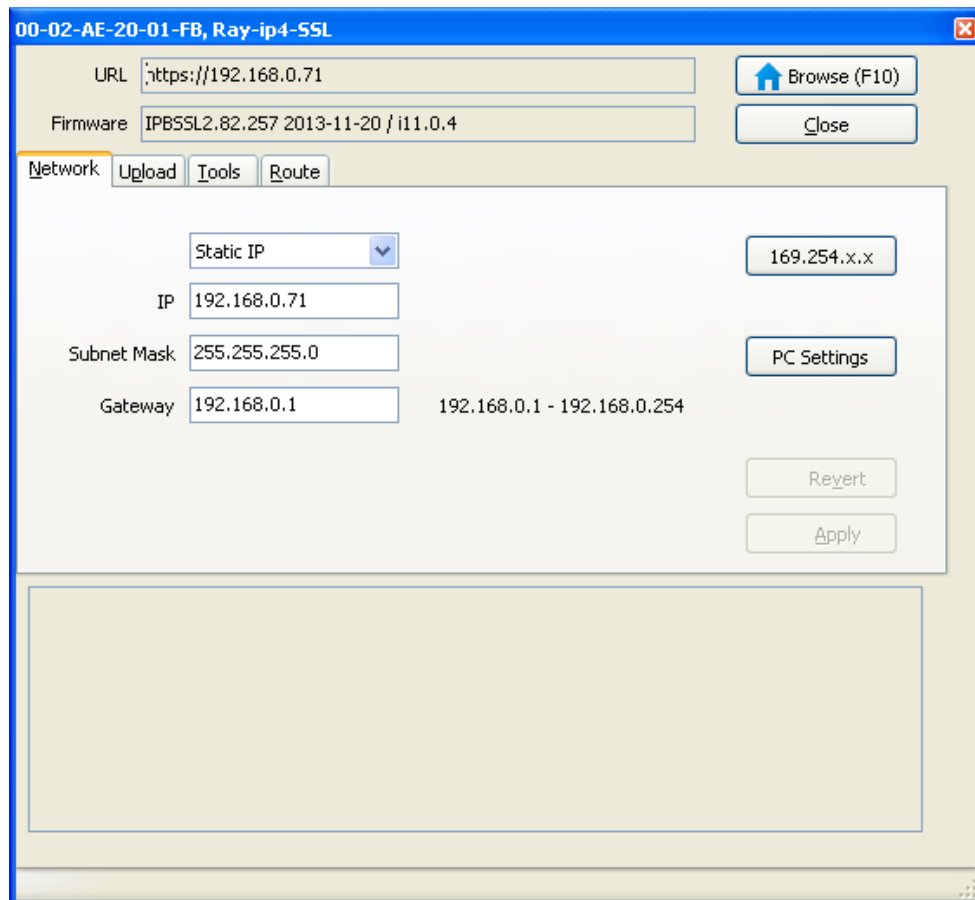 00-02-AE-20-01-FB, Ray-ip4-SSL
URL https://192.168.0.71 Browse (F10)
Firmware IPBSSL2.82.257 2013-11-20 / i11.0.4 Close
Network Upload Tools Route
Static IP 169.254.x.x
IP 192.168.0.71
Subnet Mask 255.255.255.0 PC Settings
Gateway 192.168.0.1 192.168.0.1 - 192.168.0.254
Revert
Apply